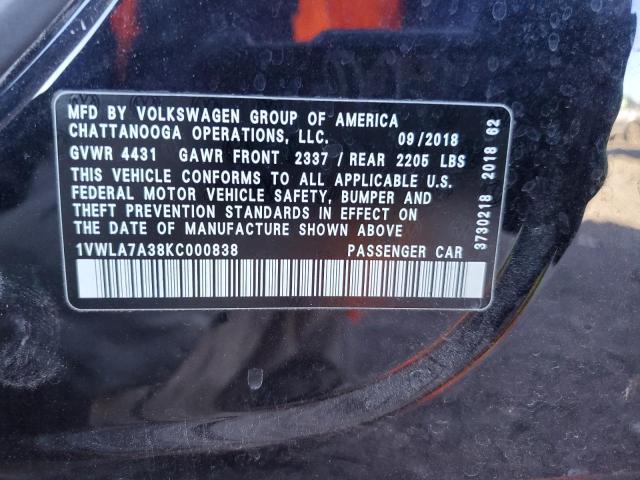 MFD BY VOLKSWAGEN GROUP OF AMERICA
CHATTANOOGA OPERATIONS, LLC. 09/2018
GVWR 4431 GAWR FRONT 2337 / REAR 2205 LBS
THIS VEHICLE CONFORMS TO ALL APPLICABLE U.S.
FEDERAL MOTOR VEHICLE SAFETY, BUMPER AND
THEFT PREVENTION STANDARDS IN EFFECT ON
THE DATE OF MANUFACTURE SHOWN ABOVE
1VWLA7A38KC000838 PASSENGER CAR
3730218 2018 62